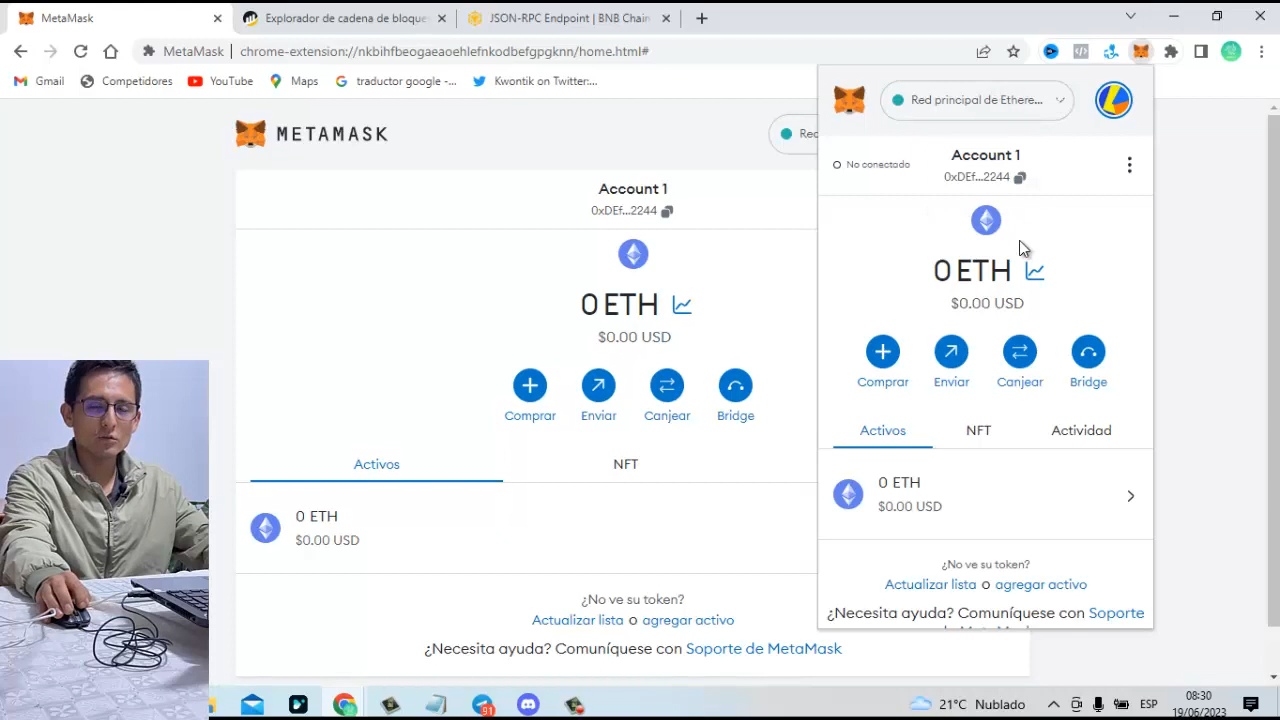 MetaMask
Explorador de cadena de bloque
JSON-RPC Endpoint | BNB Chain
MetaMask
chrome-extension://nkbihfbeogaeaoehlefnkodbefgpgknn/home.html#
Gmail
Competidores
YouTube
Maps
traductor google -...
Kwontik on Twitter:...
METAMASK
Rec
Account 1
0xDEf...2244
0 ETH
$0.00 USD
Comprar
Enviar
Canjear
Bridge
Activos
NFT
0 ETH
$0.00 USD
¿No ve su token?
Actualizar lista o agregar activo
¿Necesita ayuda? Comuníquese con Soporte de MetaMask
Red principal de Ethere...
No conectado
Account 1
0xDEf...2244
0 ETH
$0.00 USD
Comprar
Enviar
Canjear
Bridge
Activos
NFT
Actividad
0 ETH
$0.00 USD
¿No ve su token?
Actualizar lista o agregar activo
¿Necesita ayuda? Comuníquese con Soporte
91
21°C Nublado
ESP
08:30
19/06/2023